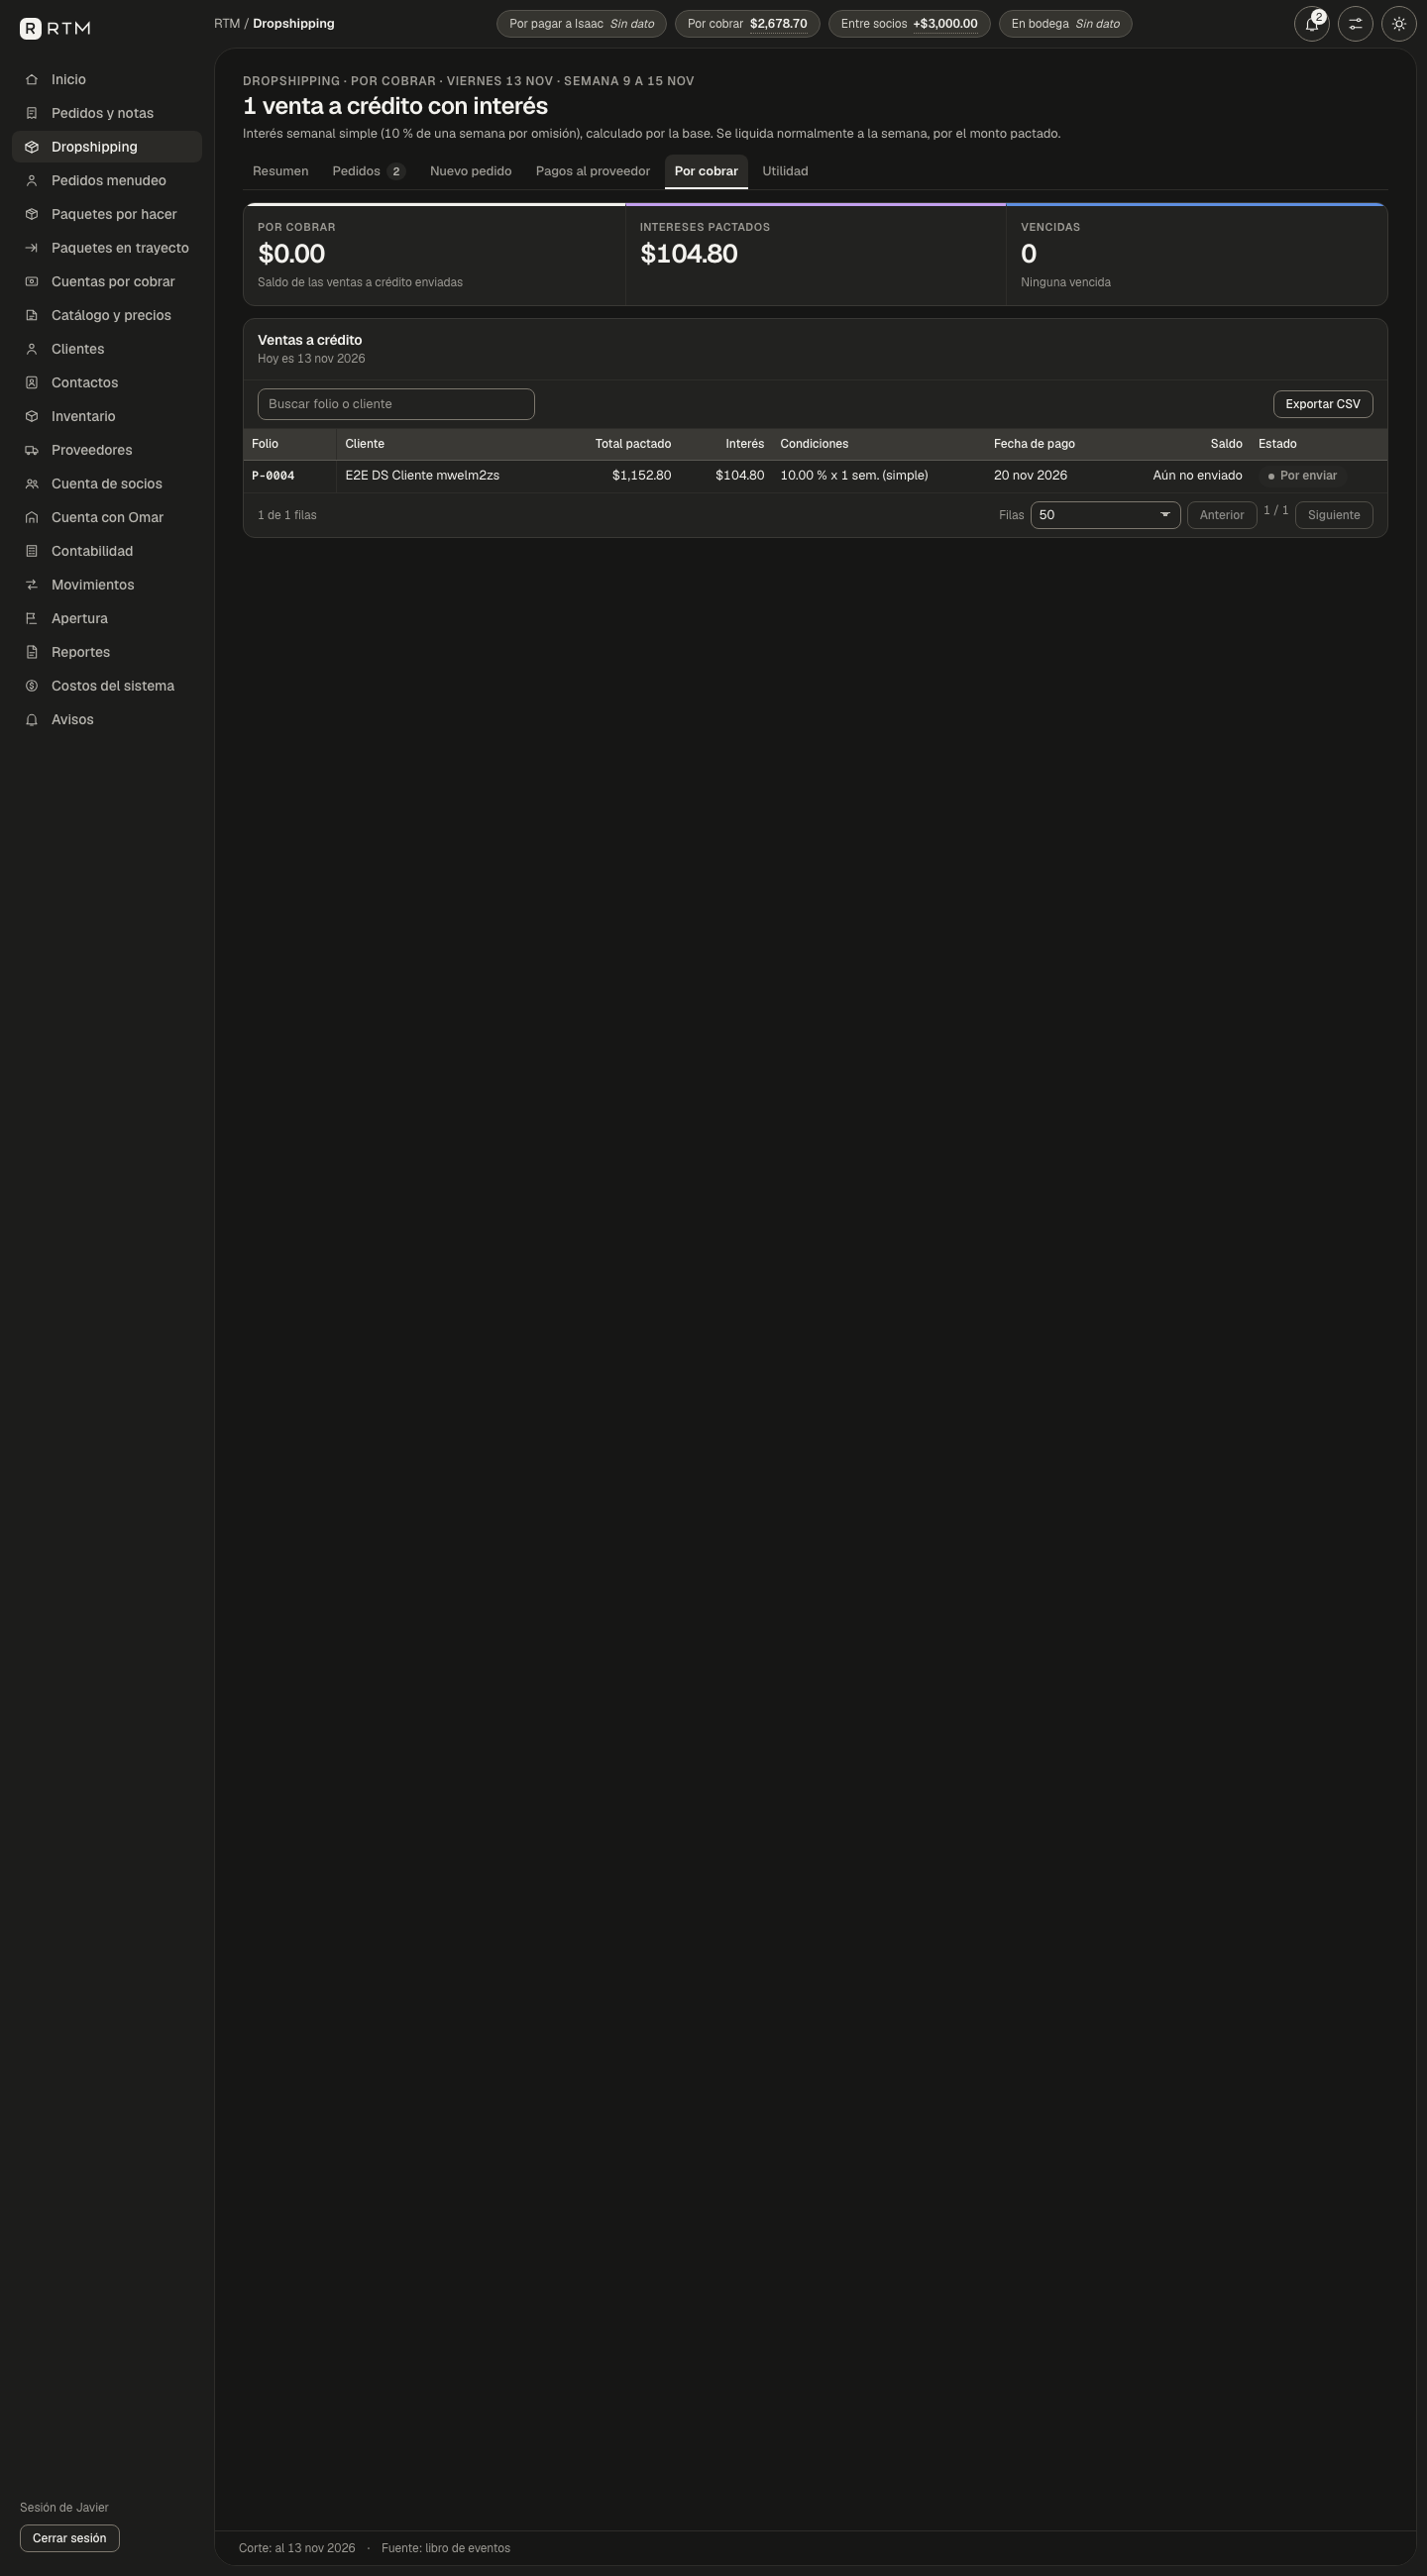 R RTM
RTM / Dropshipping
Por pagar a Isaac Sin dato
Por cobrar $2,678.70
Entre socios +$3,000.00
En bodega Sin dato
2
Inicio
Pedidos y notas
Dropshipping
Pedidos menudeo
Paquetes por hacer
Paquetes en trayecto
Cuentas por cobrar
Catálogo y precios
Clientes
Contactos
Inventario
Proveedores
Cuenta de socios
Cuenta con Omar
Contabilidad
Movimientos
Apertura
Reportes
Costos del sistema
Avisos
Sesión de Javier
Cerrar sesión
DROPSHIPPING · POR COBRAR · VIERNES 13 NOV · SEMANA 9 A 15 NOV
1 venta a crédito con interés
Interés semanal simple (10 % de una semana por omisión), calculado por la base. Se liquida normalmente a la semana, por el monto pactado.
Resumen Pedidos 2 Nuevo pedido Pagos al proveedor Por cobrar Utilidad
POR COBRAR
$0.00
Saldo de las ventas a crédito enviadas
INTERESES PACTADOS
$104.80
VENCIDAS
0
Ninguna vencida
Ventas a crédito
Hoy es 13 nov 2026
Buscar folio o cliente
Exportar CSV
Folio Cliente Total pactado Interés Condiciones Fecha de pago Saldo Estado
P-0004 E2E DS Cliente mwelm2zs $1,152.80 $104.80 10.00 % x 1 sem. (simple) 20 nov 2026 Aún no enviado Por enviar
1 de 1 filas Filas 50 Anterior 1 / 1 Siguiente
Corte: al 13 nov 2026 · Fuente: libro de eventos